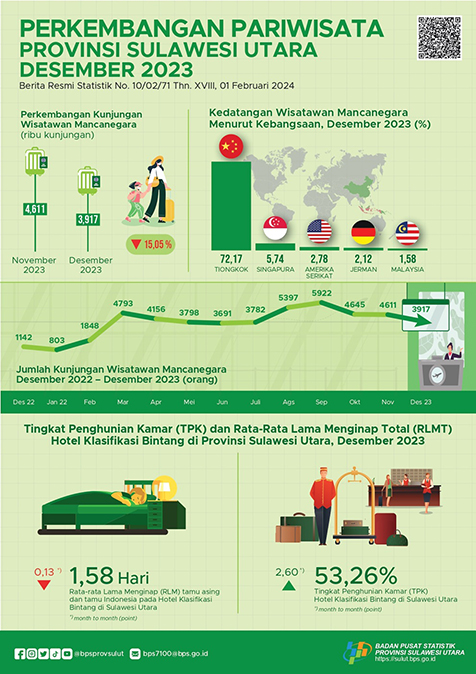 PERKEMBANGAN PARIWISATA
PROVINSI SULAWESI UTARA
DESEMBER 2023
Berita Resmi Statistik No. 10/02/71 Thn. XVIII, 01 Februari 2024
Perkembangan Kunjungan
Wisatawan Mancanegara
(ribu kunjungan)
4,611
3,917
November
2023
Desember
2023
15,05 %
Kedatangan Wisatawan Mancanegara
Menurut Kebangsaan, Desember 2023 (%)
72,17
TIONGKOK
5,74
SINGAPURA
2,78
AMERIKA
SERIKAT
2,12
JERMAN
1,58
MALAYSIA
1142
803
1848
4793
4156
3798
3691
3782
5397
5922
4645
4611
3917
Jumlah Kunjungan Wisatawan Mancanegara
Desember 2022 – Desember 2023 (orang)
Des 22
Jan 22
Feb
Mar
Apr
Mei
Jun
Jul
Ags
Sep
Okt
Nov
Des 23
Tingkat Penghunian Kamar (TPK) dan Rata-Rata Lama Menginap Total (RLMT)
Hotel Klasifikasi Bintang di Provinsi Sulawesi Utara, Desember 2023
0,13 *)
1,58 Hari
Rata-rata Lama Menginap (RLM) tamu asing
dan tamu Indonesia pada Hotel Klasifikasi
Bintang di Sulawesi Utara
*) month to month (point)
2,60 *)
53,26%
Tingkat Penghunian Kamar (TPK)
Hotel Klasifikasi Bintang di Sulawesi Utara
*) month to month (point)
@bpsprovsulut
bps7100@bps.go.id
BADAN PUSAT STATISTIK
PROVINSI SULAWESI UTARA
https://sulut.bps.go.id